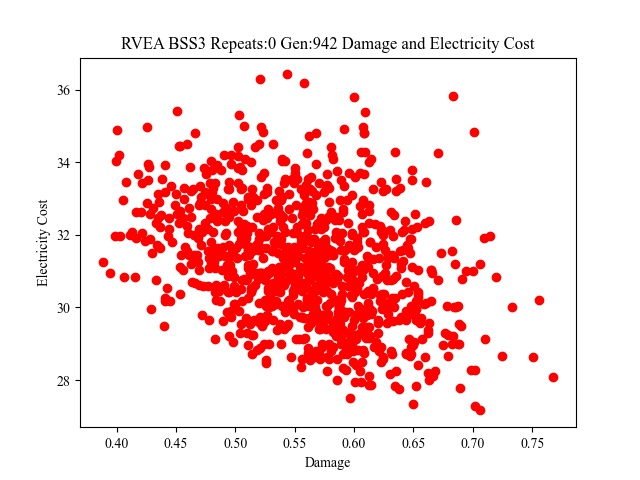 RVEA BSS3 Repeats:0 Gen:942 Damage and Electricity Cost
36
34
32
30
28
Electricity Cost
0.40 0.45 0.50 0.55 0.60 0.65 0.70 0.75
Damage